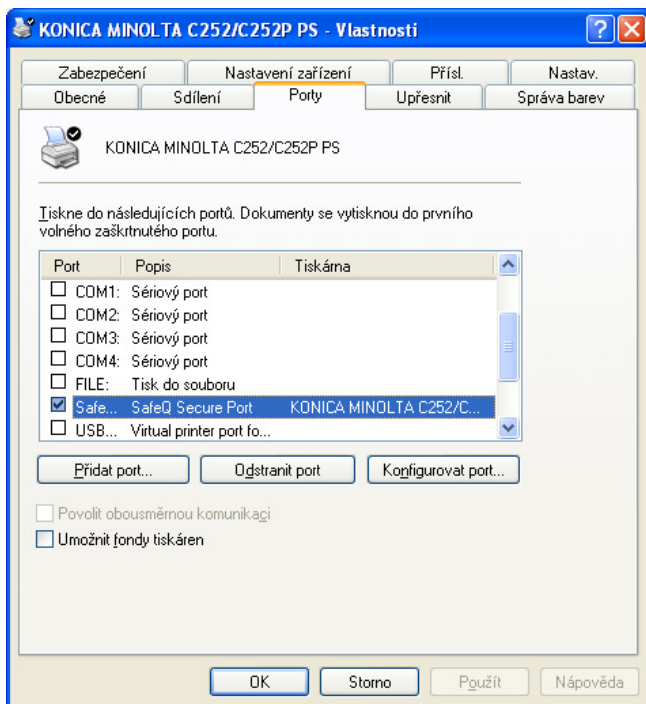 KONICA MINOLTA C252/C252P PS - Vlastnosti
Zabezpečení Nastavení zařízení Přísl. Nastav.
Obecné Sdílení Porty Upřesnit Správa barev
KONICA MINOLTA C252/C252P PS
Tiskne do následujících portů. Dokumenty se vytisknou do prvního
volného zaškrtnutého portu.
Port Popis Tiskárna
COM1: Sériový port
COM2: Sériový port
COM3: Sériový port
COM4: Sériový port
FILE: Tisk do souboru
Safe... SafeQ Secure Port KONICA MINOLTA C252/C...
USB... Virtual printer port fo...
Přidat port... Odstranit port Konfigurovat port...
Povolit obousměrnou komunikaci
Umožnit fondy tiskáren
OK Storno Použít Nápověda